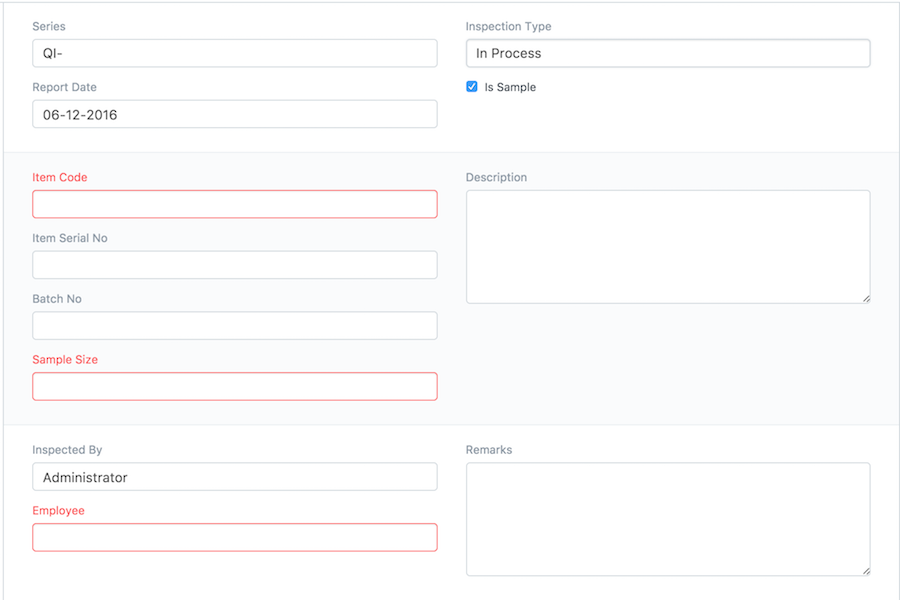 Series
QI-
Report Date
06-12-2016
Inspection Type
In Process
Is Sample
Item Code
Item Serial No
Batch No
Sample Size
Description
Inspected By
Administrator
Employee
Remarks